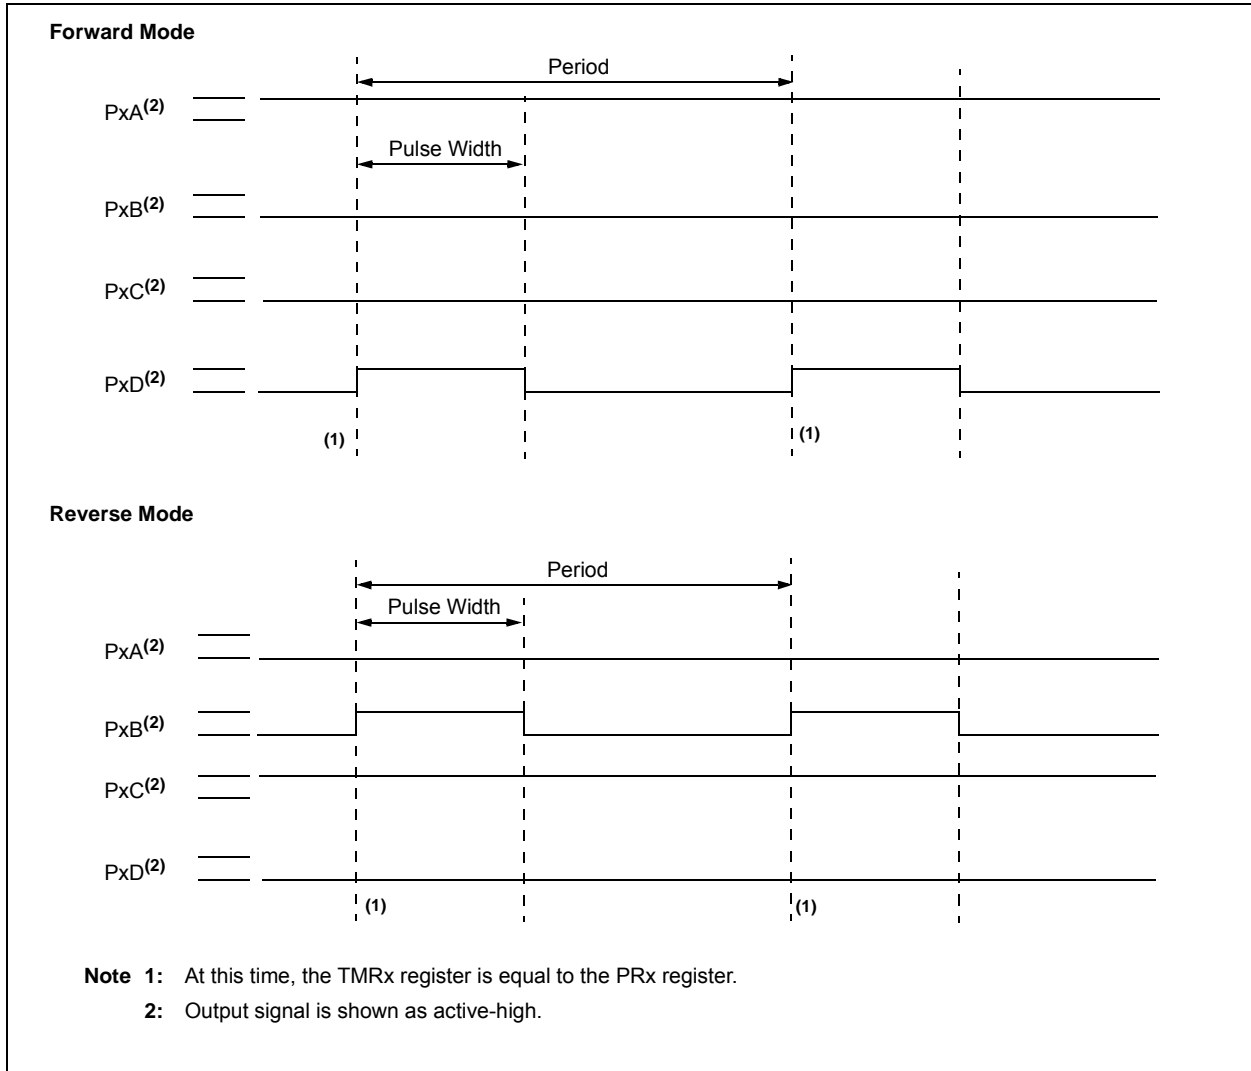 Forward Mode
Period
PxA(2)
Pulse Width
PxB(2)
PxC(2)
PxD(2)
(1)
(1)
Reverse Mode
Period
Pulse Width
PxA(2)
PxB(2)
PxC(2)
PxD(2)
(1)
(1)
Note 1: At this time, the TMRx register is equal to the PRx register.
2: Output signal is shown as active-high.